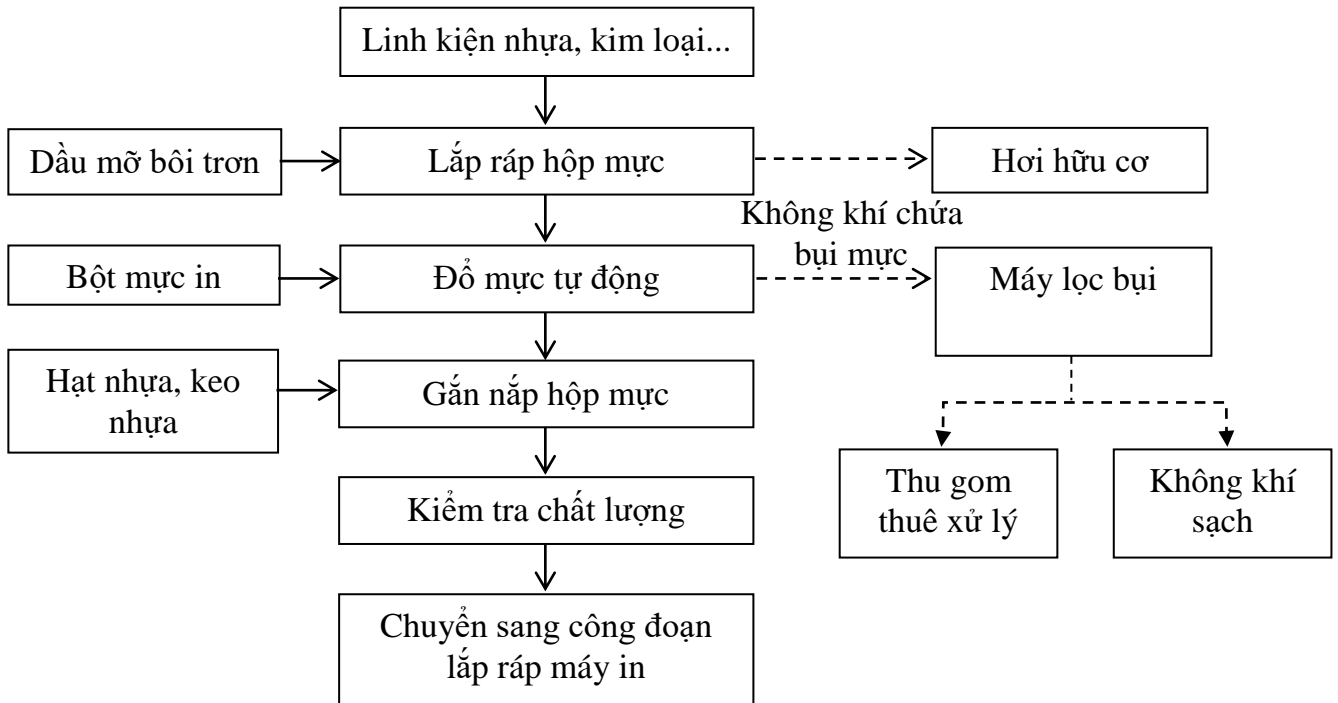 Linh kiện nhựa, kim loại...
Dầu mỡ bôi trơn
Lắp ráp hộp mực
Hơi hữu cơ
Không khí chứa
bụi mực
Bột mực in
Đổ mực tự động
Máy lọc bụi
Hạt nhựa, keo
nhựa
Gắn nắp hộp mực
Kiểm tra chất lượng
Thu gom
thuê xử lý
Không khí
sạch
Chuyển sang công đoạn
lắp ráp máy in